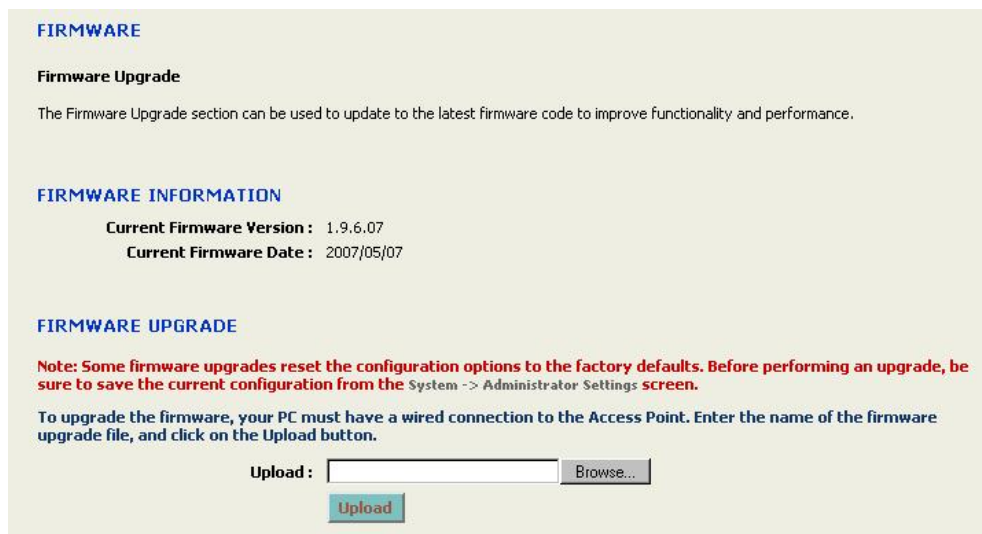 FIRMWARE
Firmware Upgrade
The Firmware Upgrade section can be used to update to the latest firmware code to improve functionality and performance.
FIRMWARE INFORMATION
Current Firmware Version : 1.9.6.07
Current Firmware Date : 2007/05/07
FIRMWARE UPGRADE
Note: Some firmware upgrades reset the configuration options to the factory defaults. Before performing an upgrade, be
sure to save the current configuration from the System -> Administrator Settings screen.
To upgrade the firmware, your PC must have a wired connection to the Access Point. Enter the name of the firmware
upgrade file, and click on the Upload button.
Upload : Browse...
Upload